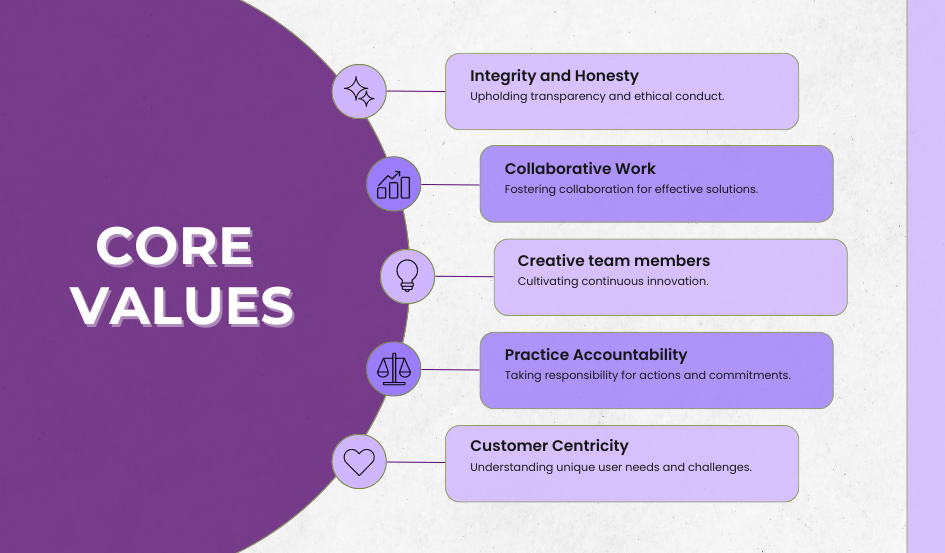 CORE
VALUES
Integrity and Honesty
Upholding transparency and ethical conduct.
Collaborative Work
Fostering collaboration for effective solutions.
Creative team members
Cultivating continuous innovation.
Practice Accountability
Taking responsibility for actions and commitments.
Customer Centricity
Understanding unique user needs and challenges.